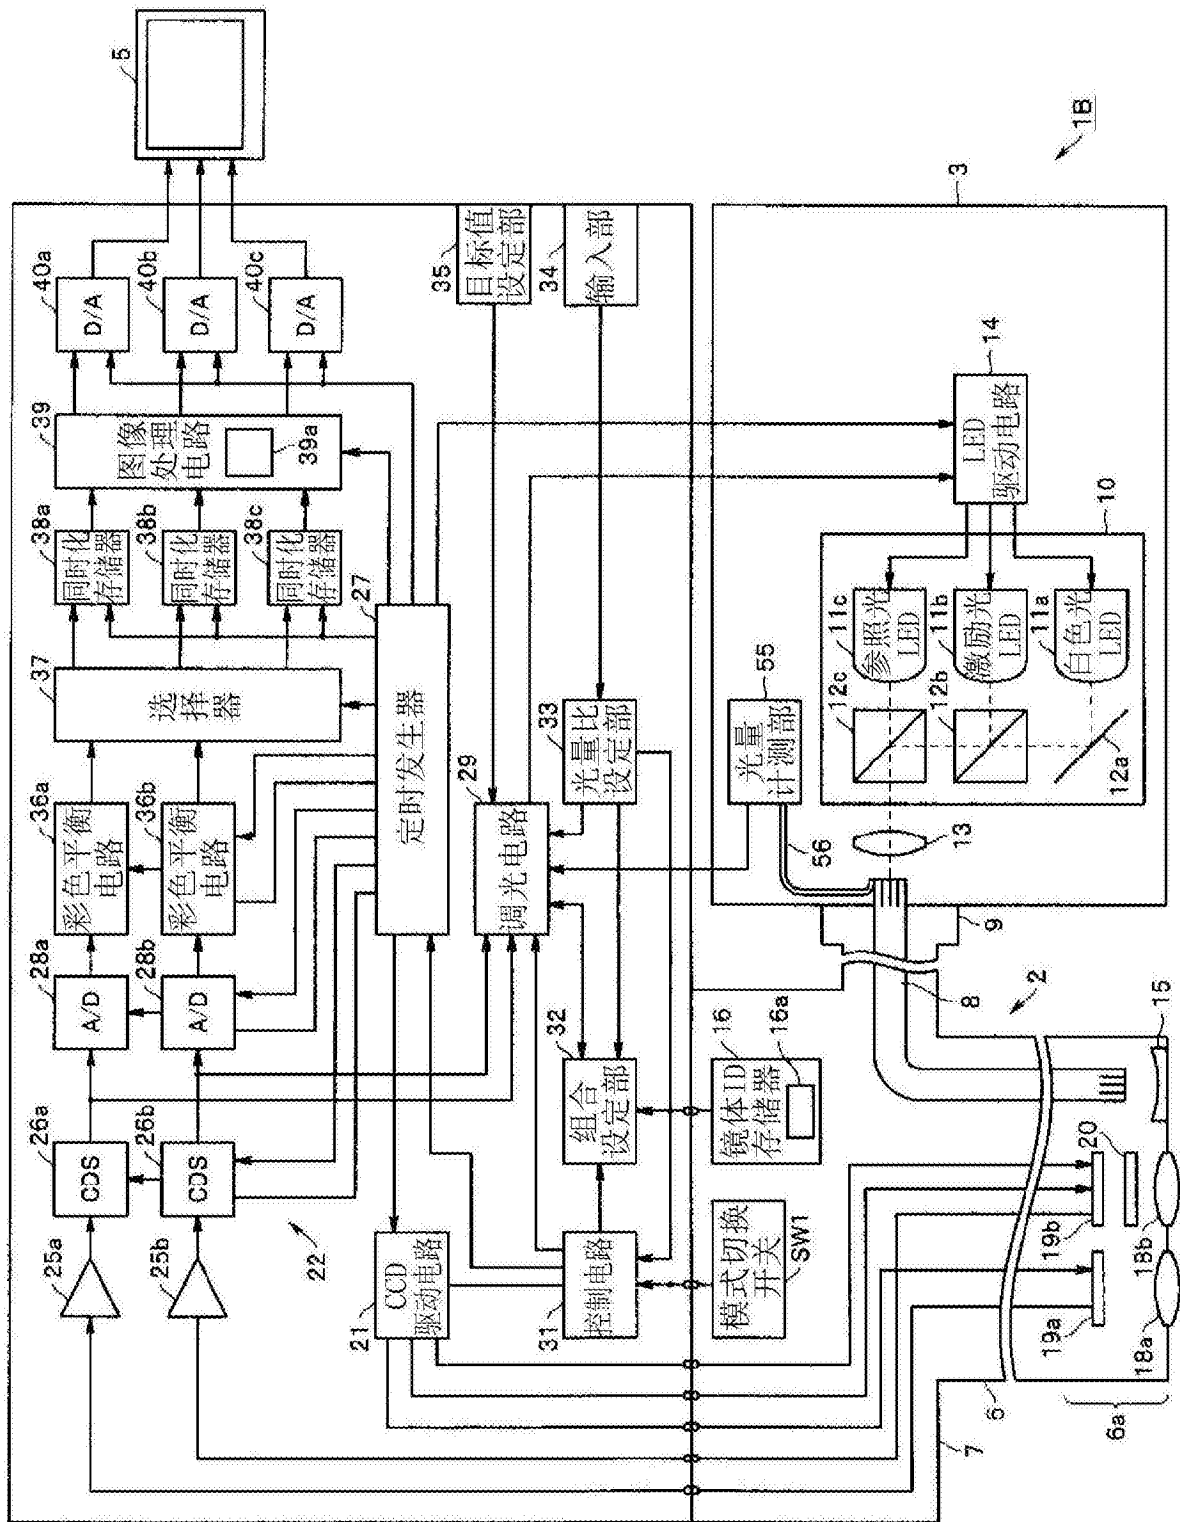 5
1B
3
40a
D/A
40b
D/A
40c
D/A
35
目标值
设定部
34
输入部
39
图像
处理
电路
39a
38a
同时化
存储器
38b
同时化
存储器
38c
同时化
存储器
14
LED
驱动电路
10
37
选择器
27
定时发生器
33
光量比
设定部
55
光量
计测部
11c
参照光
LED
11b
激励光
LED
11a
白色光
LED
12c
12b
12a
36a
彩色平衡
电路
36b
彩色平衡
电路
29
调光电路
56
13
9
28a
A/D
28b
A/D
32
组合
设定部
16
镜体ID
存储器
16a
8
2
15
26a
CDS
26b
CDS
22
25a
25b
21
CCD
驱动电路
31
控制电路
模式切换
开关
SW1
20
19b
18b
19a
18a
6
6a
7